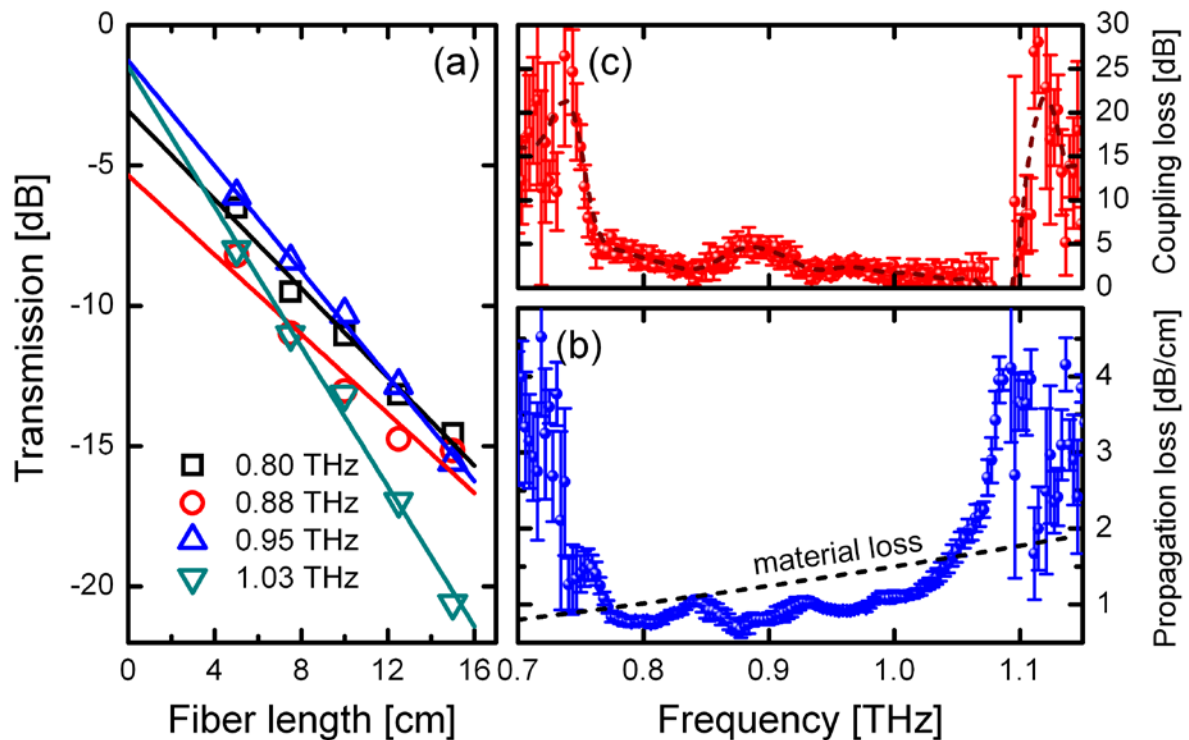 (a)
0
-5
-10
-15
-20
Transmission [dB]
0.80 THz
0.88 THz
0.95 THz
1.03 THz
0 4 8 12 16
Fiber length [cm]
(c)
30
25
20
15
10
5
0
Coupling loss [dB]
(b)
material loss
4
3
2
1
Propagation loss [dB/cm]
0.7 0.8 0.9 1.0 1.1
Frequency [THz]